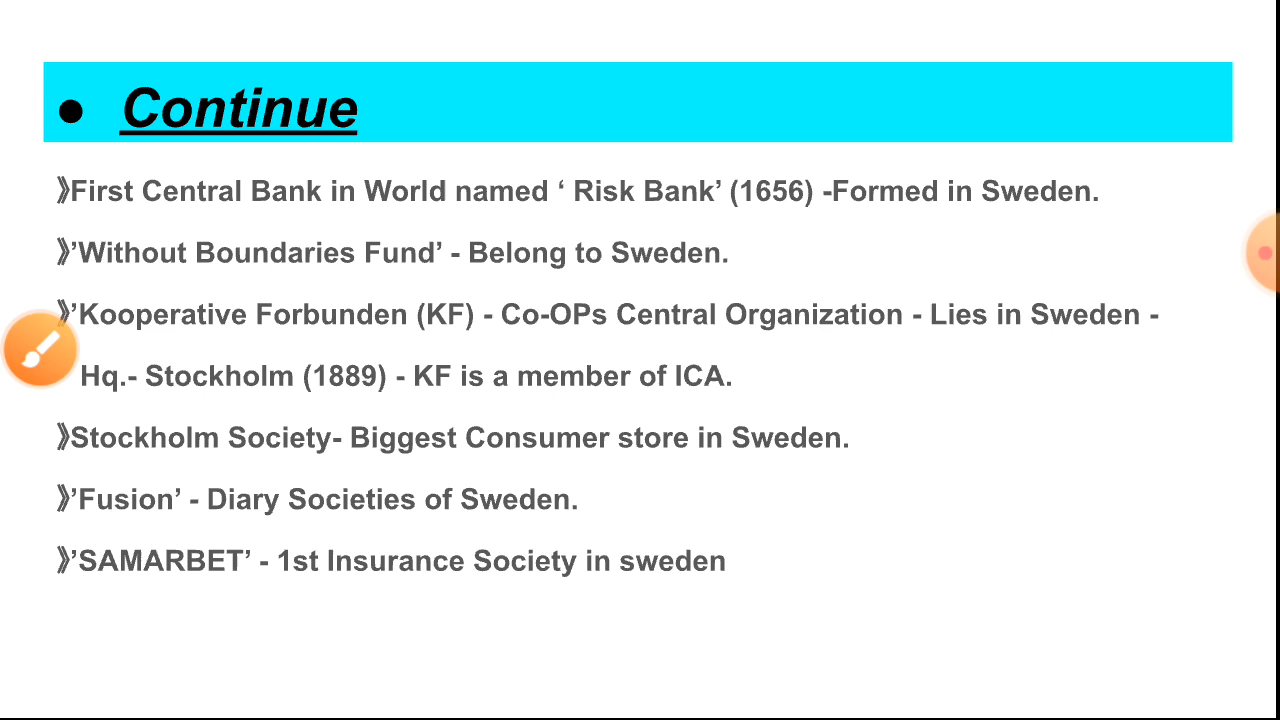 ● Continue
》First Central Bank in World named ‘ Risk Bank’ (1656) -Formed in Sweden.
》’Without Boundaries Fund’ - Belong to Sweden.
》’Kooperative Forbunden (KF) - Co-OPs Central Organization - Lies in Sweden -
Hq.- Stockholm (1889) - KF is a member of ICA.
》Stockholm Society- Biggest Consumer store in Sweden.
》’Fusion’ - Diary Societies of Sweden.
》’SAMARBET’ - 1st Insurance Society in sweden